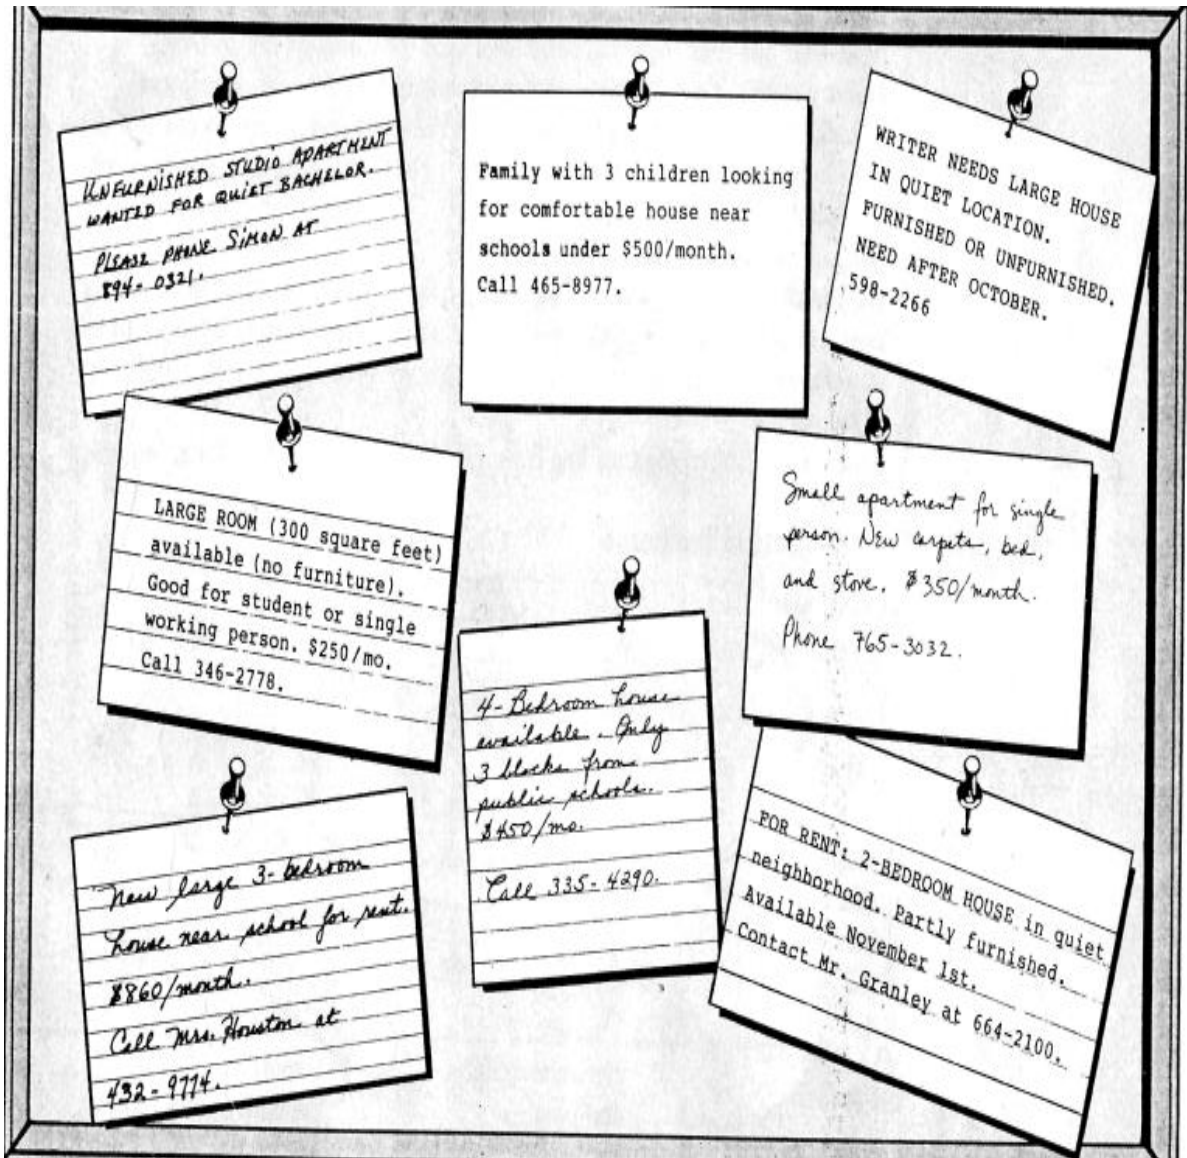 UNFURNISHED STUDIO APARTMENT
WANTED FOR QUIET BACHELOR.
PLEASE PHONE SIMON AT
894-0321.
Family with 3 children looking
for comfortable house near
schools under $500/month.
Call 465-8977.
WRITER NEEDS LARGE HOUSE
IN QUIET LOCATION.
FURNISHED OR UNFURNISHED.
NEED AFTER OCTOBER.
598-2266
LARGE ROOM (300 square feet)
available (no furniture).
Good for student or single
working person. $250/mo.
Call 346-2778.
Small apartment for single
person. New carpets, bed,
and stove. $350/month.
Phone 765-3032.
4-Bedroom house
available. Only
3 blocks from
public schools.
$450/mo.
Call 335-4290.
New large 3-bedroom
house near school for rent.
$860/month.
Call Mrs. Houston at
432-9774.
FOR RENT: 2-BEDROOM HOUSE in quiet
neighborhood. Partly furnished.
Available November 1st.
Contact Mr. Granley at 664-2100.